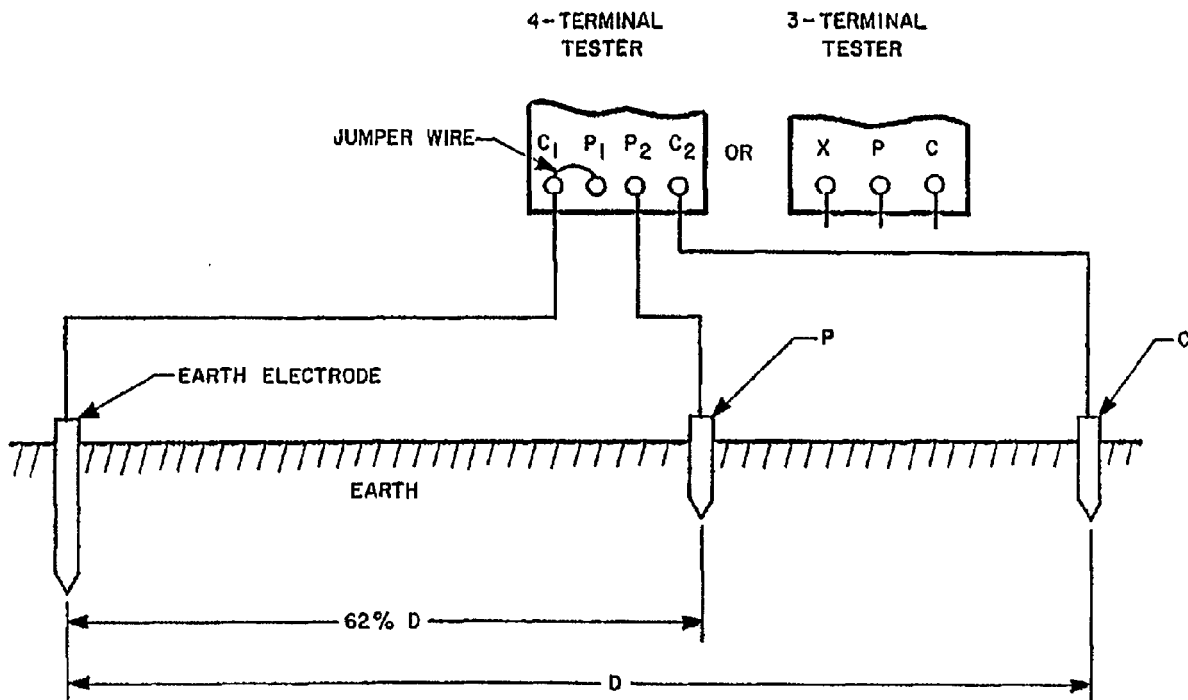 4-TERMINAL
TESTER
3-TERMINAL
TESTER
JUMPER WIRE
C1 P1 P2 C2
OR
X P C
P
C
EARTH ELECTRODE
EARTH
62% D
D